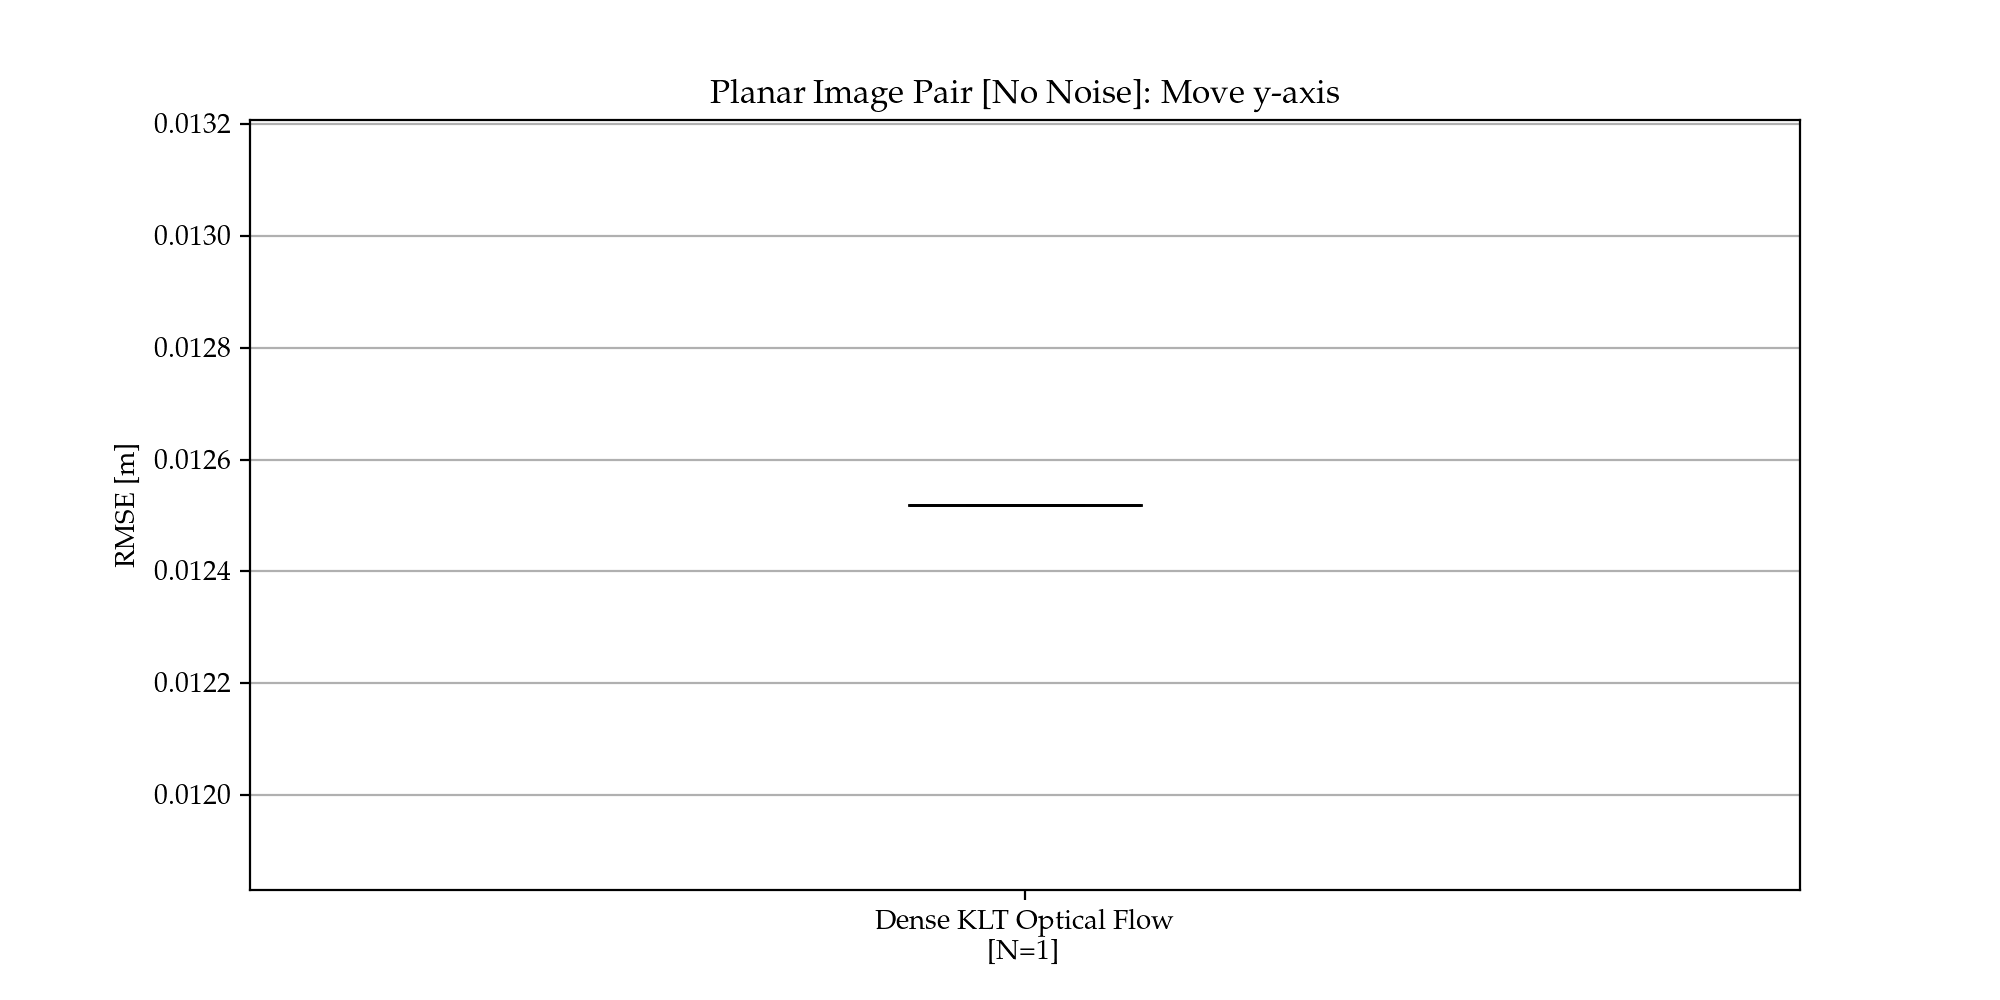 Planar Image Pair [No Noise]: Move y-axis
0.0132
0.0130
0.0128
0.0126
0.0124
0.0122
0.0120
RMSE [m]
Dense KLT Optical Flow
[N=1]